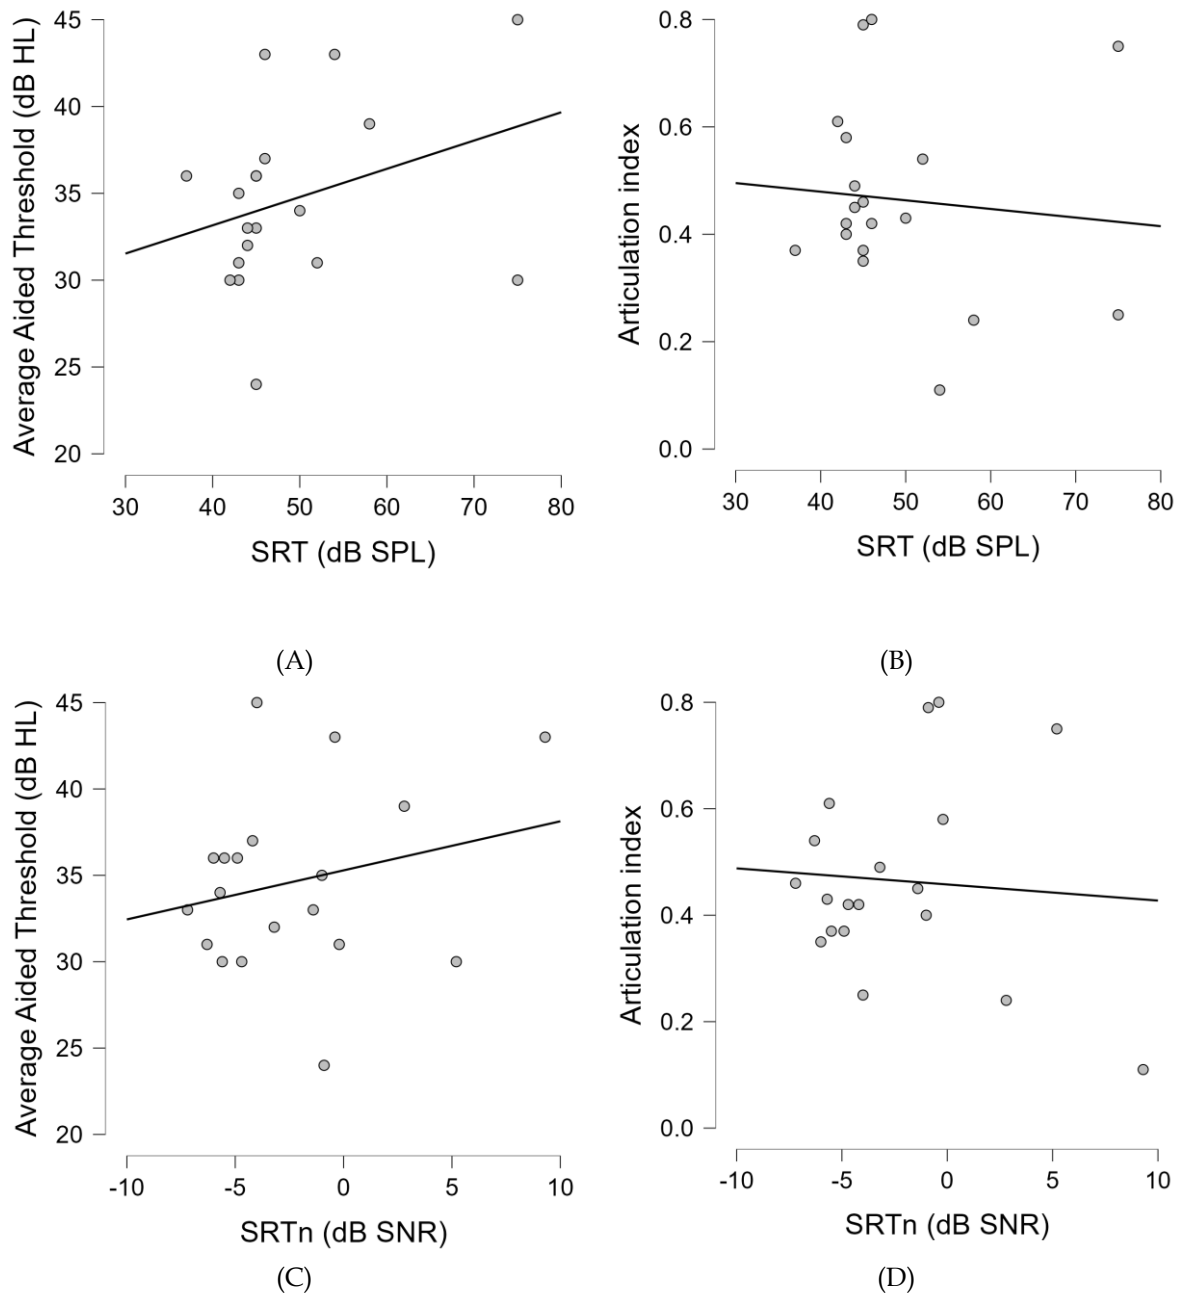 45
40
35
30
25
20
Average Aided Threshold (dB HL)
30 40 50 60 70 80
SRT (dB SPL)
(A)
0.8
0.6
0.4
0.2
0.0
Articulation index
30 40 50 60 70 80
SRT (dB SPL)
(B)
45
40
35
30
25
20
Average Aided Threshold (dB HL)
-10 -5 0 5 10
SRTn (dB SNR)
(C)
0.8
0.6
0.4
0.2
0.0
Articulation index
-10 -5 0 5 10
SRTn (dB SNR)
(D)